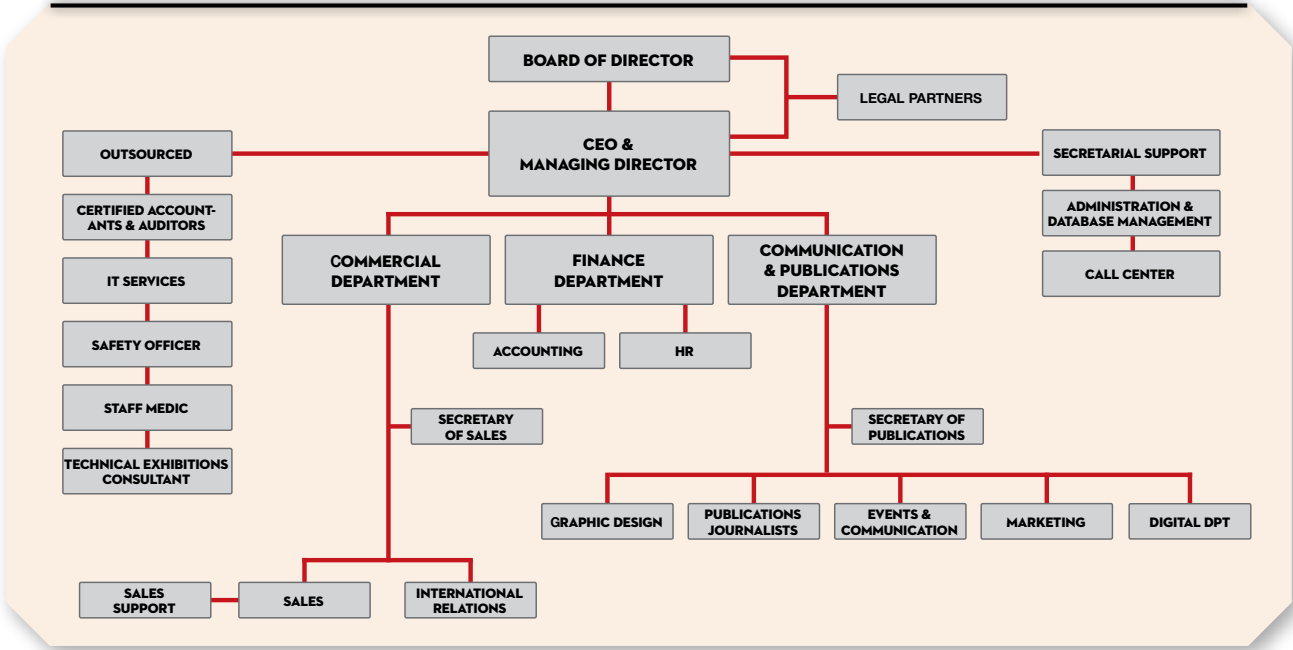 BOARD OF DIRECTOR
LEGAL PARTNERS
CEO &
MANAGING DIRECTOR
OUTSOURCED
SECRETARIAL SUPPORT
CERTIFIED ACCOUNT-
ANTS & AUDITORS
ADMINISTRATION &
DATABASE MANAGEMENT
IT SERVICES
COMMERCIAL
DEPARTMENT
FINANCE
DEPARTMENT
COMMUNICATION
& PUBLICATIONS
DEPARTMENT
CALL CENTER
SAFETY OFFICER
ACCOUNTING
HR
STAFF MEDIC
SECRETARY
OF SALES
SECRETARY OF
PUBLICATIONS
TECHNICAL EXHIBITIONS
CONSULTANT
GRAPHIC DESIGN
PUBLICATIONS
JOURNALISTS
EVENTS &
COMMUNICATION
MARKETING
DIGITAL DPT
SALES
SUPPORT
SALES
INTERNATIONAL
RELATIONS